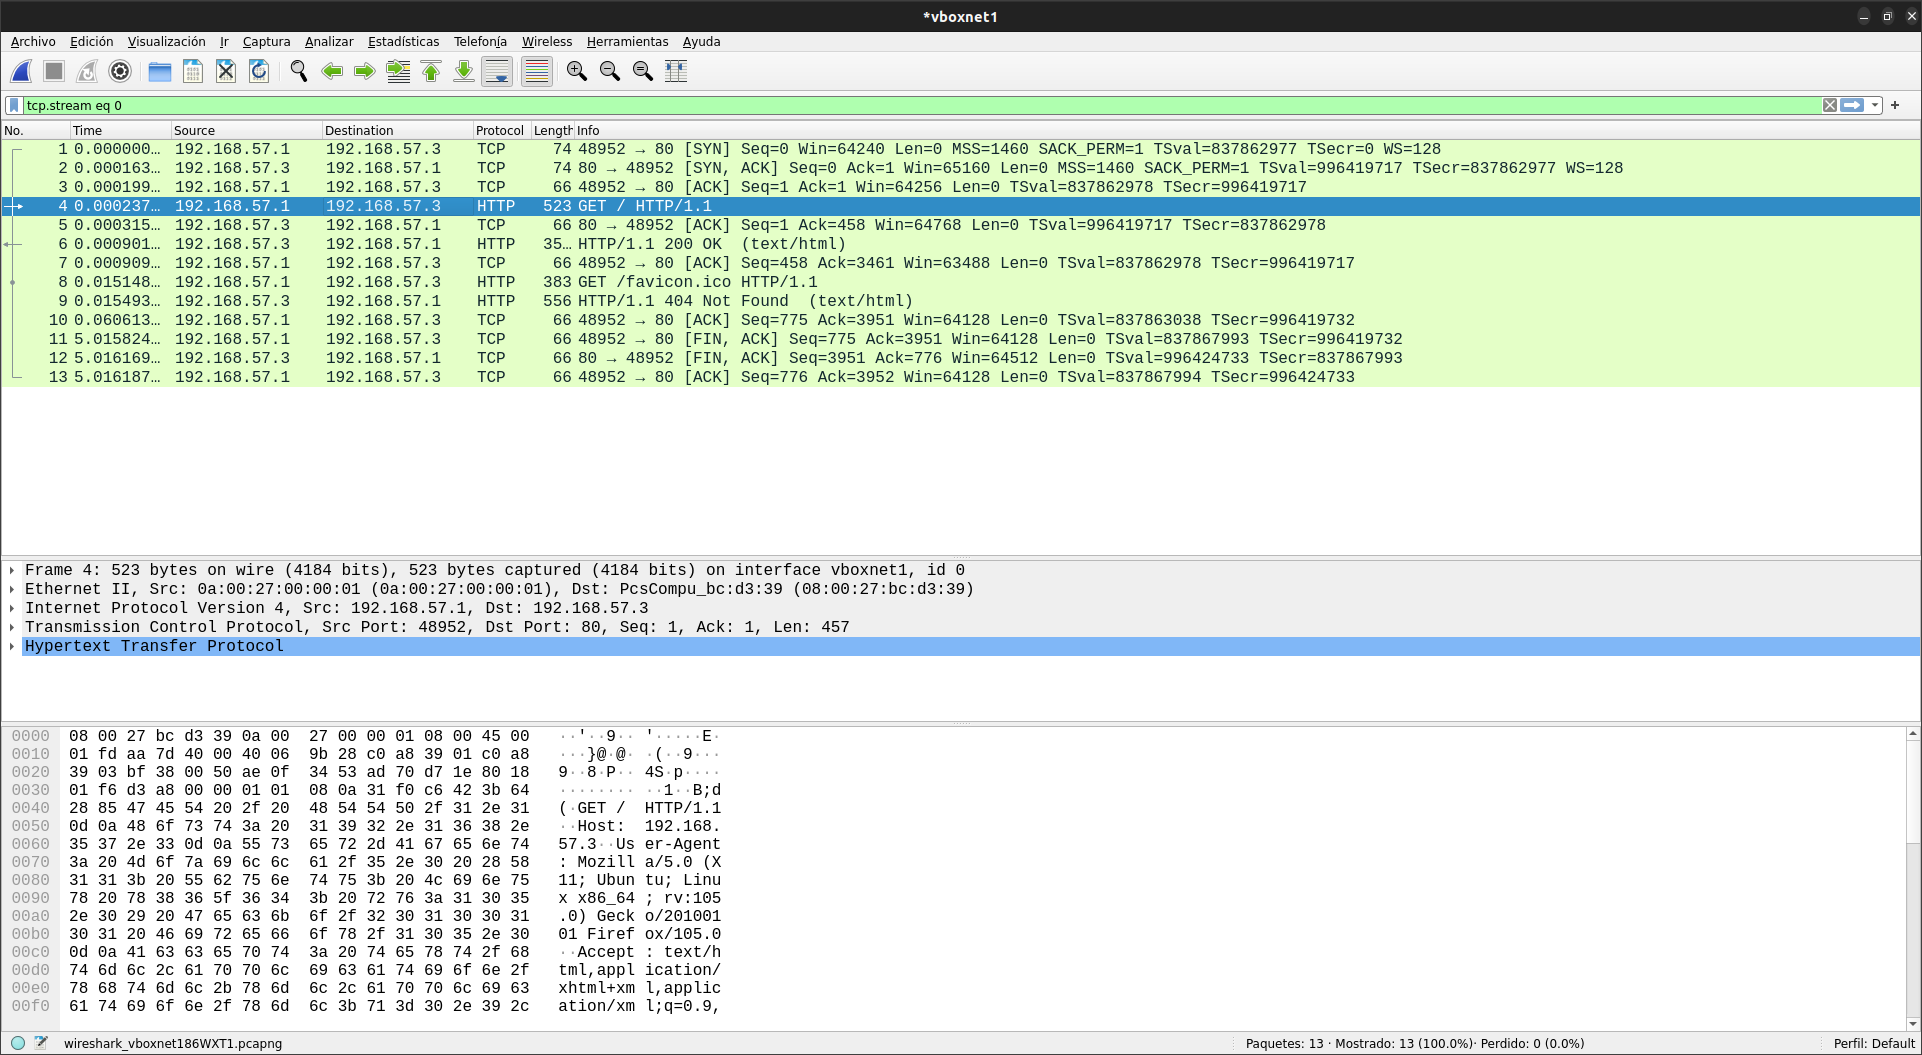 *vboxnet1
Archivo Edición Visualización Ir Captura Analizar Estadísticas Telefonía Wireless Herramientas Ayuda
tcp.stream eq 0
No. Time Source Destination Protocol Length Info
1 0.000000… 192.168.57.1 192.168.57.3 TCP 74 48952 → 80 [SYN] Seq=0 Win=64240 Len=0 MSS=1460 SACK_PERM=1 TSval=837862977 TSecr=0 WS=128
2 0.000163… 192.168.57.3 192.168.57.1 TCP 74 80 → 48952 [SYN, ACK] Seq=0 Ack=1 Win=65160 Len=0 MSS=1460 SACK_PERM=1 TSval=996419717 TSecr=837862977 WS=128
3 0.000199… 192.168.57.1 192.168.57.3 TCP 66 48952 → 80 [ACK] Seq=1 Ack=1 Win=64256 Len=0 TSval=837862978 TSecr=996419717
4 0.000237… 192.168.57.1 192.168.57.3 HTTP 523 GET / HTTP/1.1
5 0.000315… 192.168.57.3 192.168.57.1 TCP 66 80 → 48952 [ACK] Seq=1 Ack=458 Win=64768 Len=0 TSval=996419717 TSecr=837862978
6 0.000901… 192.168.57.3 192.168.57.1 HTTP 35… HTTP/1.1 200 OK  (text/html)
7 0.000909… 192.168.57.1 192.168.57.3 TCP 66 48952 → 80 [ACK] Seq=458 Ack=3461 Win=63488 Len=0 TSval=837862978 TSecr=996419717
8 0.015148… 192.168.57.1 192.168.57.3 HTTP 383 GET /favicon.ico HTTP/1.1
9 0.015493… 192.168.57.3 192.168.57.1 HTTP 556 HTTP/1.1 404 Not Found  (text/html)
10 0.060613… 192.168.57.1 192.168.57.3 TCP 66 48952 → 80 [ACK] Seq=775 Ack=3951 Win=64128 Len=0 TSval=837863038 TSecr=996419732
11 5.015824… 192.168.57.1 192.168.57.3 TCP 66 48952 → 80 [FIN, ACK] Seq=775 Ack=3951 Win=64128 Len=0 TSval=837867993 TSecr=996419732
12 5.016169… 192.168.57.3 192.168.57.1 TCP 66 80 → 48952 [FIN, ACK] Seq=3951 Ack=776 Win=64512 Len=0 TSval=996424733 TSecr=837867993
13 5.016187… 192.168.57.1 192.168.57.3 TCP 66 48952 → 80 [ACK] Seq=776 Ack=3952 Win=64128 Len=0 TSval=837867994 TSecr=996424733
Frame 4: 523 bytes on wire (4184 bits), 523 bytes captured (4184 bits) on interface vboxnet1, id 0
Ethernet II, Src: 0a:00:27:00:00:01 (0a:00:27:00:00:01), Dst: PcsCompu_bc:d3:39 (08:00:27:bc:d3:39)
Internet Protocol Version 4, Src: 192.168.57.1, Dst: 192.168.57.3
Transmission Control Protocol, Src Port: 48952, Dst Port: 80, Seq: 1, Ack: 1, Len: 457
Hypertext Transfer Protocol
0000 08 00 27 bc d3 39 0a 00 27 00 00 01 08 00 45 00 ··'··9·· '·····E·
0010 01 fd aa 7d 40 00 40 06 9b 28 c0 a8 39 01 c0 a8 ···}@·@· ·(··9···
0020 39 03 bf 38 00 50 ae 0f 34 53 ad 70 d7 1e 80 18 9··8·P·· 4S·p····
0030 01 f6 d3 a8 00 00 01 01 08 0a 31 f0 c6 42 3b 64 ········ ··1··B;d
0040 28 85 47 45 54 20 2f 20 48 54 54 50 2f 31 2e 31 (·GET / HTTP/1.1
0050 0d 0a 48 6f 73 74 3a 20 31 39 32 2e 31 36 38 2e ··Host: 192.168.
0060 35 37 2e 33 0d 0a 55 73 65 72 2d 41 67 65 6e 74 57.3··Us er-Agent
0070 3a 20 4d 6f 7a 69 6c 6c 61 2f 35 2e 30 20 28 58 : Mozill a/5.0 (X
0080 31 31 3b 20 55 62 75 6e 74 75 3b 20 4c 69 6e 75 11; Ubun tu; Linu
0090 78 20 78 38 36 5f 36 34 3b 20 72 76 3a 31 30 35 x x86_64 ; rv:105
00a0 2e 30 29 20 47 65 63 6b 6f 2f 32 30 31 30 30 31 .0) Geck o/201001
00b0 30 31 20 46 69 72 65 66 6f 78 2f 31 30 35 2e 30 01 Firef ox/105.0
00c0 0d 0a 41 63 63 65 70 74 3a 20 74 65 78 74 2f 68 ··Accept : text/h
00d0 74 6d 6c 2c 61 70 70 6c 69 63 61 74 69 6f 6e 2f tml,appl ication/
00e0 78 68 74 6d 6c 2b 78 6d 6c 2c 61 70 70 6c 69 63 xhtml+xm l,applic
00f0 61 74 69 6f 6e 2f 78 6d 6c 3b 71 3d 30 2e 39 2c ation/xm l;q=0.9,
wireshark_vboxnet186WXT1.pcapng Paquetes: 13 · Mostrado: 13 (100.0%)· Perdido: 0 (0.0%) Perfil: Default